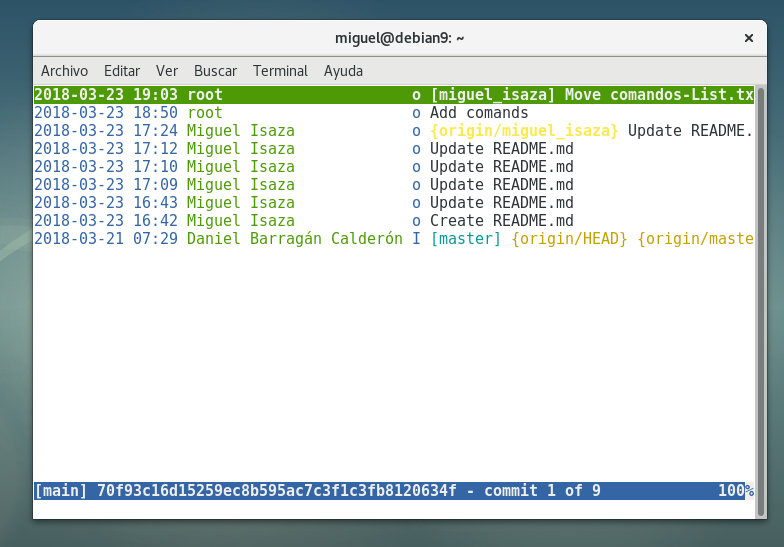 miguel@debian9: ~ ×
Archivo Editar Ver Buscar Terminal Ayuda
2018-03-23 19:03 root o [miguel_isaza] Move comandos-List.tx
2018-03-23 18:50 root o Add comands
2018-03-23 17:24 Miguel Isaza o {origin/miguel_isaza} Update README.
2018-03-23 17:12 Miguel Isaza o Update README.md
2018-03-23 17:10 Miguel Isaza o Update README.md
2018-03-23 17:09 Miguel Isaza o Update README.md
2018-03-23 16:43 Miguel Isaza o Update README.md
2018-03-23 16:42 Miguel Isaza o Create README.md
2018-03-21 07:29 Daniel Barragán Calderón I [master] {origin/HEAD} {origin/maste
[main] 70f93c16d15259ec8b595ac7c3f1c3fb8120634f - commit 1 of 9 100%